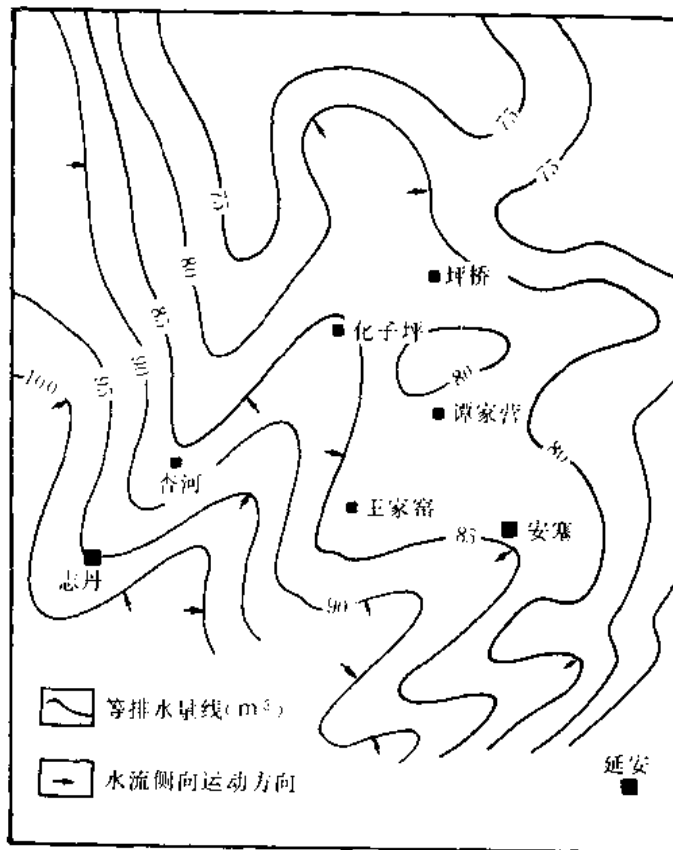 75
75
75
80
85
90
95
100
坪桥
化子坪
80
谭家营
80
杏河
王家窑
85
安塞
志丹
90
等排水量线(m³)
水流侧向运动方向
延安